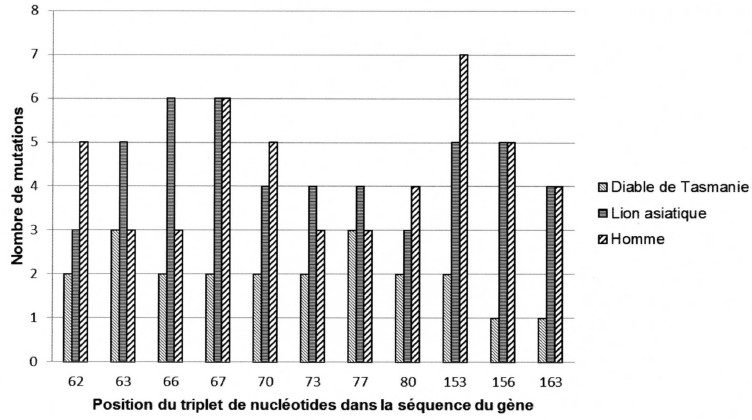 Nombre de mutations
8
7
6
5
4
3
2
1
0
62 63 66 67 70 73 77 80 153 156 163
Position du triplet de nucléotides dans la séquence du gène
Diable de Tasmanie
Lion asiatique
Homme